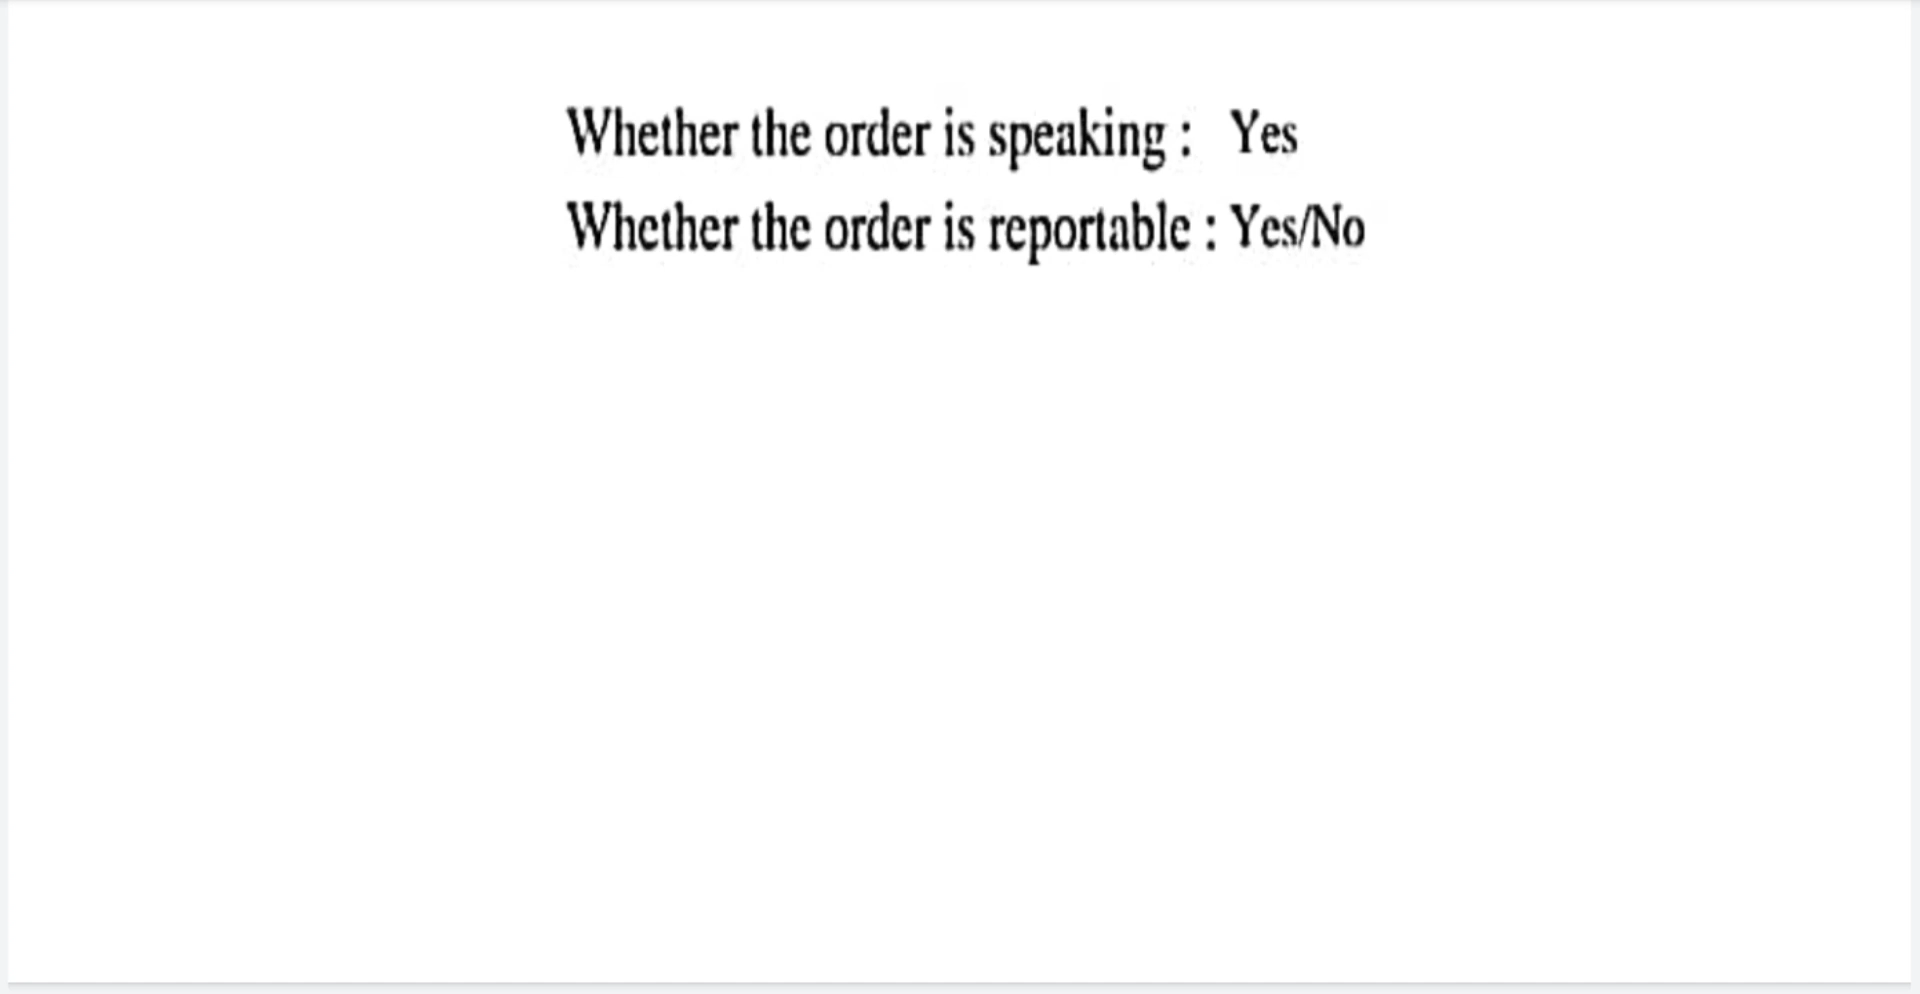 Whether the order is speaking : Yes
Whether the order is reportable : Yes/No